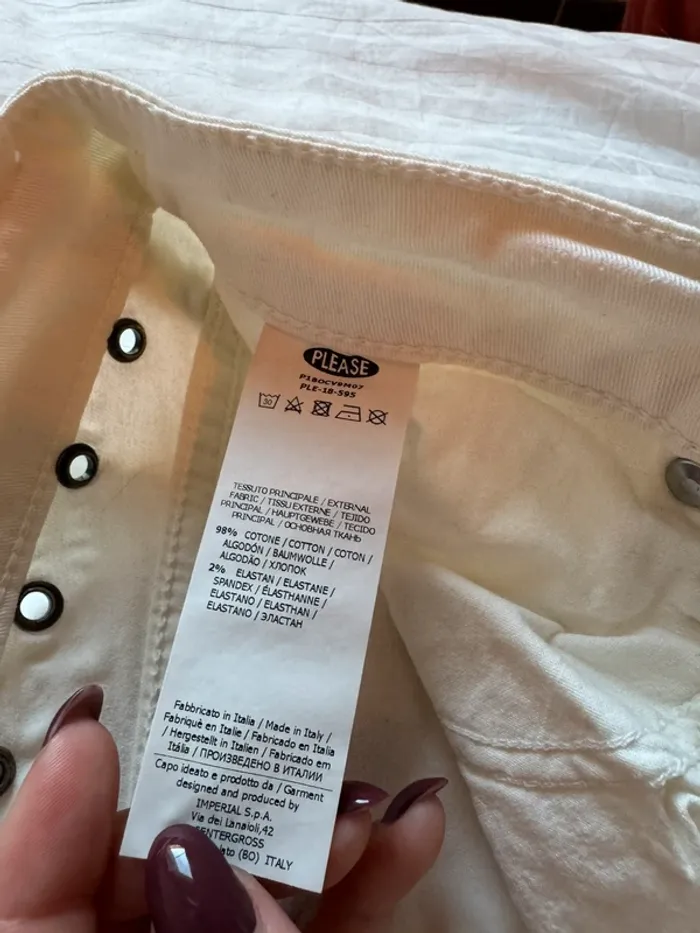 PLEASE
P18OCV9M07
PLE-18-S95
30
TESSUTO PRINCIPALE / EXTERNAL
FABRIC / TISSU EXTERNE / TEJIDO
PRINCIPAL / HAUPTGEWEBE / TECIDO
PRINCIPAL / ОСНОВНАЯ ТКАНЬ
98% COTONE / COTTON / COTON /
ALGODÓN / BAUMWOLLE /
ALGODÃO / ХЛОПОК
2% ELASTAN / ELASTANE /
SPANDEX / ÉLASTHANNE /
ELASTANO / ELASTHAN /
ELASTANO / ЭЛАСТАН
Fabbricato in Italia / Made in Italy /
Fabriquè en Italie / Fabricado en Italia
/ Hergestellt in Italien / Fabricado em
Itália / ПРОИЗВЕДЕНО В ИТАЛИИ
Capo ideato e prodotto da / Garment
designed and produced by
IMPERIAL S.p.A.
Via dei Lanaioli,42
(BO) ITALY